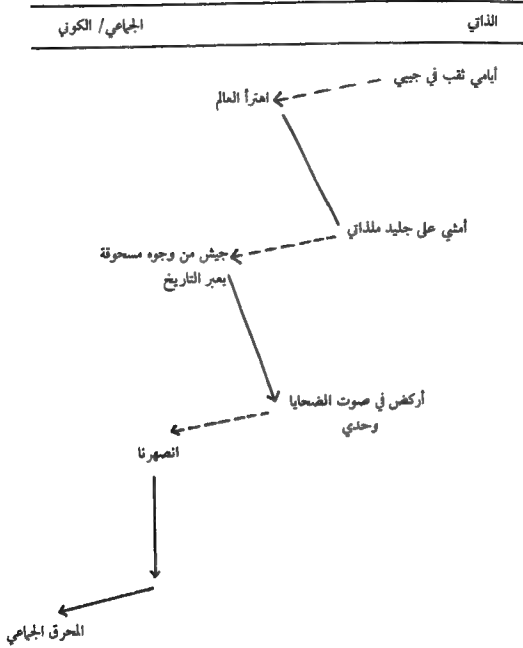 الذاتي
الجماعي / الكوني
أيامي ثقب في جيبي
اهترأ العالم
أمشي على جليد ملذاتي
جيش من وجوه مسحوقة
يعبر التاريخ
أركض في صوت الضحايا
وحدي
انصهرنا
المحرق الجماعي